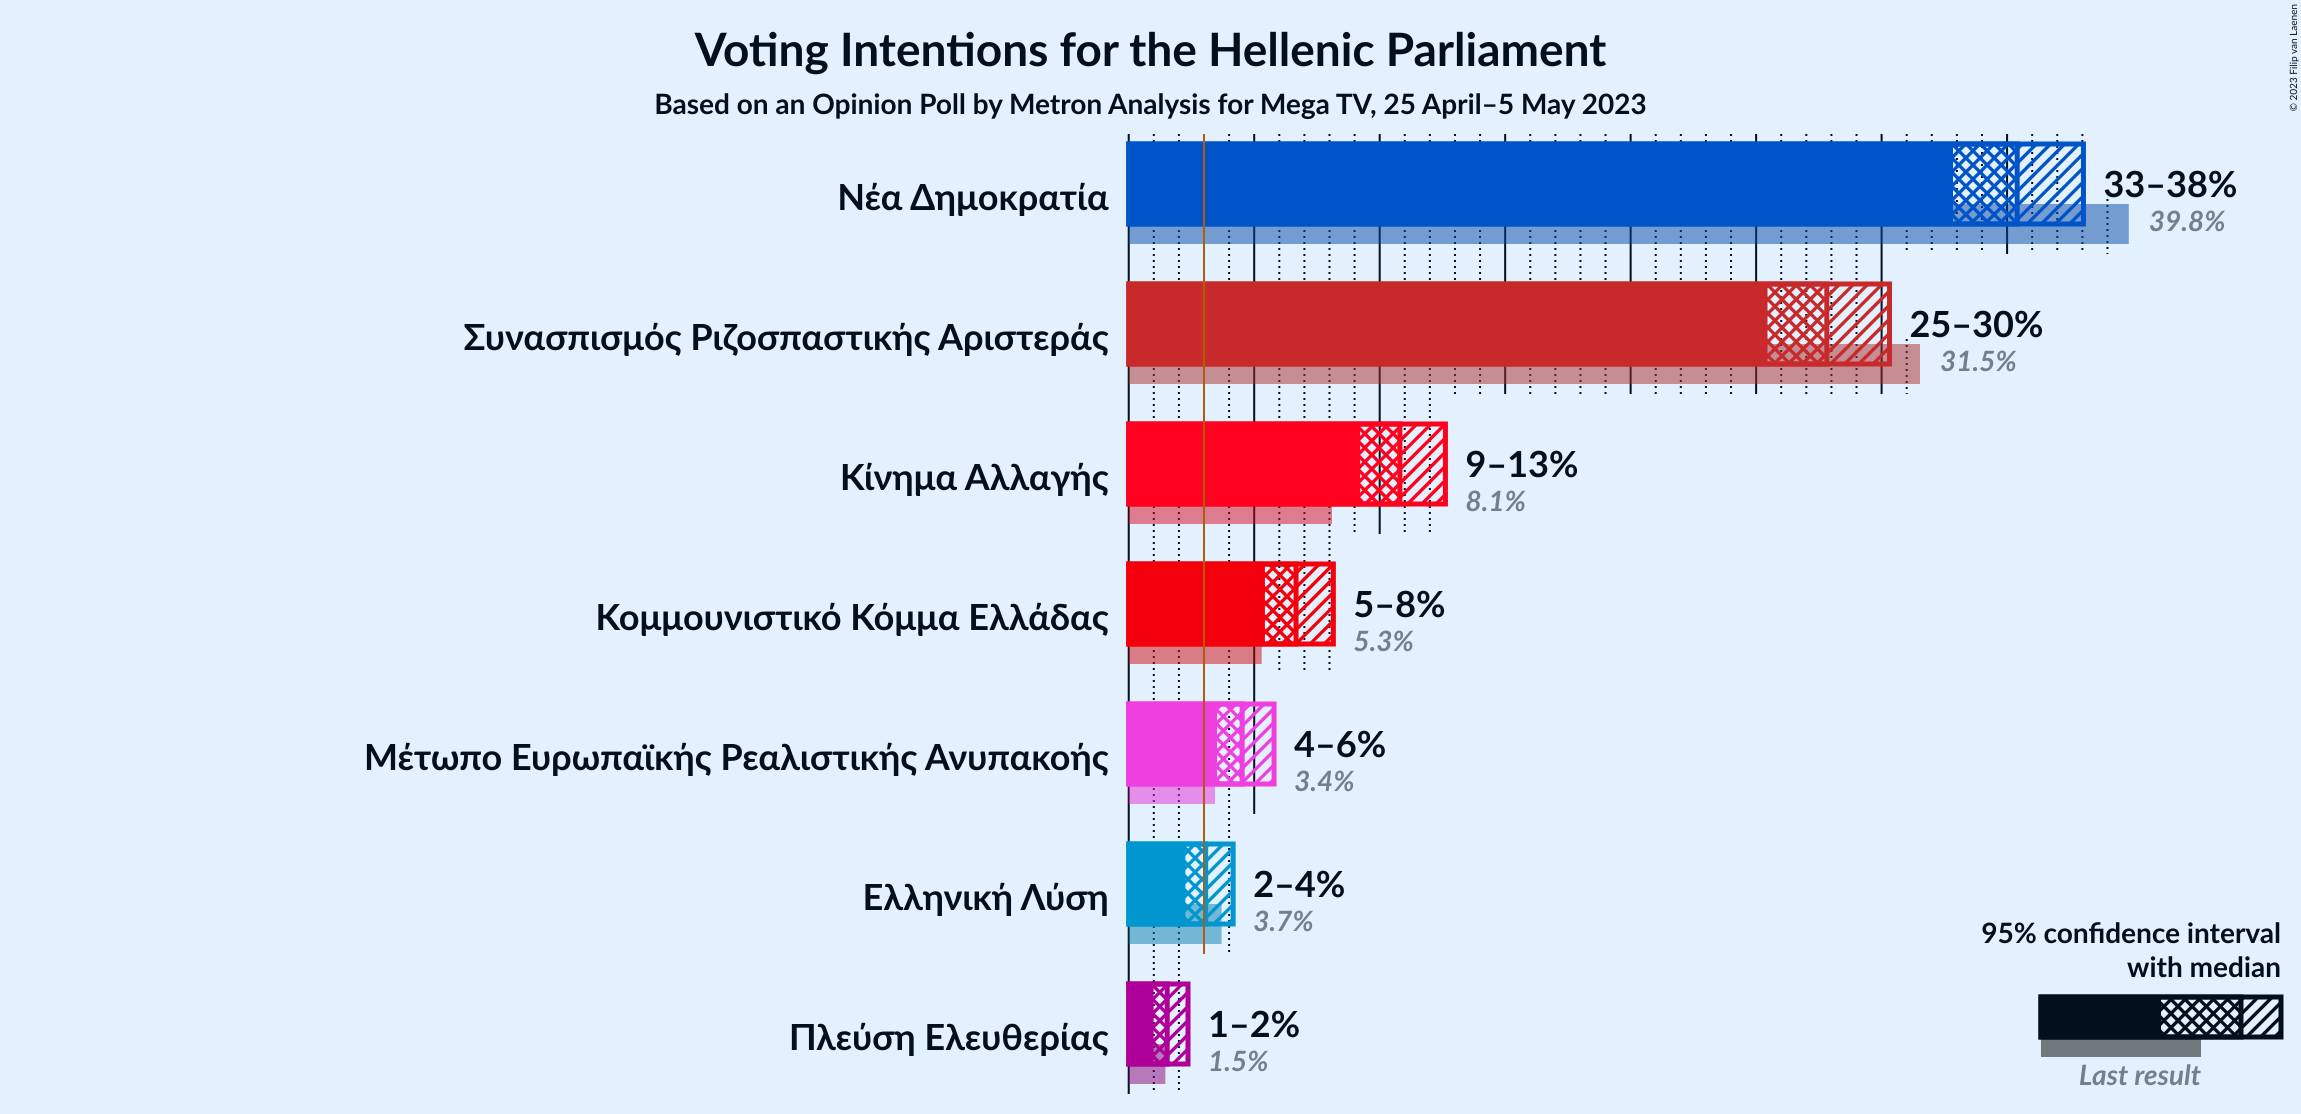 Voting Intentions for the Hellenic Parliament
Based on an Opinion Poll by Metron Analysis for Mega TV, 25 April–5 May 2023
© 2023 Filip van Laenen
Νέα Δημοκρατία
33–38%
39.8%
Συνασπισμός Ριζοσπαστικής Αριστεράς
25–30%
31.5%
Κίνημα Αλλαγής
9–13%
8.1%
Κομμουνιστικό Κόμμα Ελλάδας
5–8%
5.3%
Μέτωπο Ευρωπαϊκής Ρεαλιστικής Ανυπακοής
4–6%
3.4%
Ελληνική Λύση
2–4%
3.7%
Πλεύση Ελευθερίας
1–2%
1.5%
95% confidence interval
with median
Last result